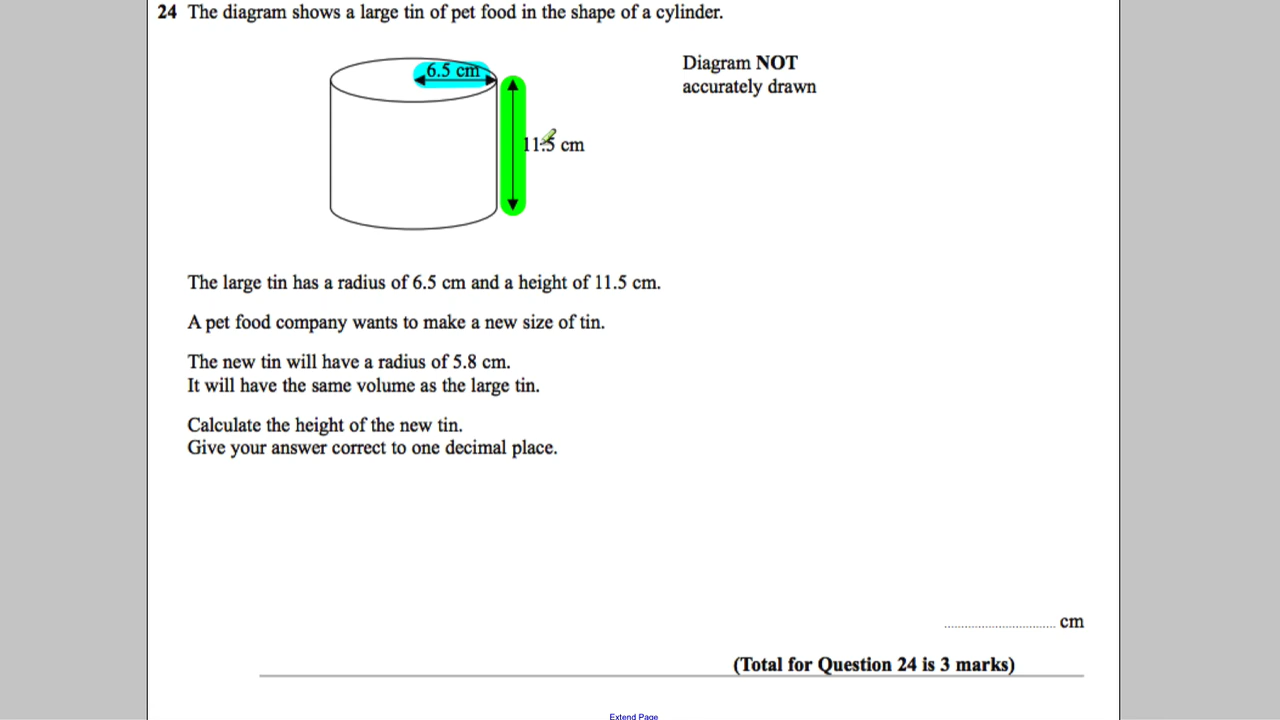 24 The diagram shows a large tin of pet food in the shape of a cylinder.
6.5 cm
Diagram NOT
accurately drawn
11.5 cm
The large tin has a radius of 6.5 cm and a height of 11.5 cm.
A pet food company wants to make a new size of tin.
The new tin will have a radius of 5.8 cm.
It will have the same volume as the large tin.
Calculate the height of the new tin.
Give your answer correct to one decimal place.
.............................. cm
(Total for Question 24 is 3 marks)
Extend Page